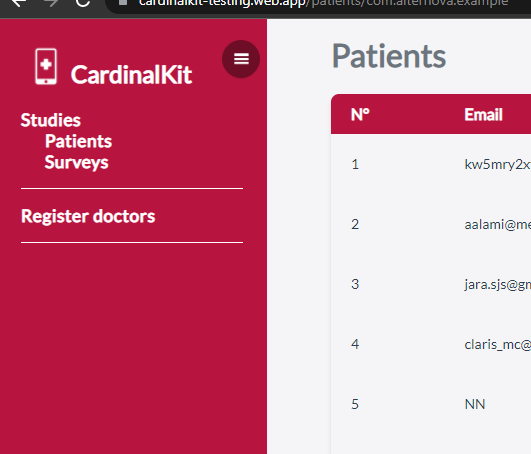 cardinalkit-testing.web.app/patients/com.alternova.example
CardinalKit
Studies
Patients
Surveys
Register doctors
Patients
Nº Email
1 kw5mry2x
2 aalami@me
3 jara.sjs@gm
4 claris_mc@
5 NN